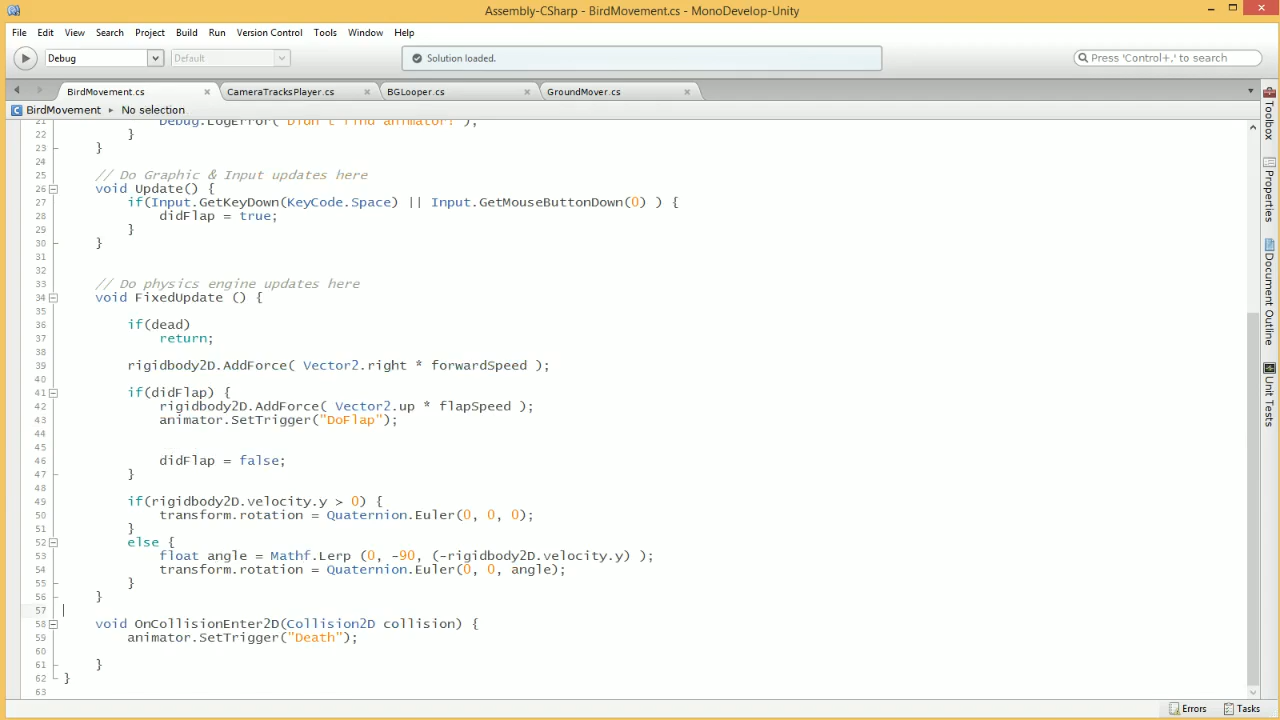 Assembly-CSharp - BirdMovement.cs - MonoDevelop-Unity
File Edit View Search Project Build Run Version Control Tools Window Help
Debug Default Solution loaded. Press 'Control+,' to search
BirdMovement.cs CameraTracksPlayer.cs BGLooper.cs GroundMover.cs
BirdMovement No selection
21 Debug.LogError("Didn't find animator!");
22 }
23 }
24
25 // Do Graphic & Input updates here
26 void Update() {
27 if(Input.GetKeyDown(KeyCode.Space) || Input.GetMouseButtonDown(0) ) {
28 didFlap = true;
29 }
30 }
31
32
33 // Do physics engine updates here
34 void FixedUpdate () {
35
36 if(dead)
37 return;
38
39 rigidbody2D.AddForce( Vector2.right * forwardSpeed );
40
41 if(didFlap) {
42 rigidbody2D.AddForce( Vector2.up * flapSpeed );
43 animator.SetTrigger("DoFlap");
44
45
46 didFlap = false;
47 }
48
49 if(rigidbody2D.velocity.y > 0) {
50 transform.rotation = Quaternion.Euler(0, 0, 0);
51 }
52 else {
53 float angle = Mathf.Lerp (0, -90, (-rigidbody2D.velocity.y) );
54 transform.rotation = Quaternion.Euler(0, 0, angle);
55 }
56 }
57
58 void OnCollisionEnter2D(Collision2D collision) {
59 animator.SetTrigger("Death");
60
61 }
62 }
63
Toolbox
Properties
Document Outline
Unit Tests
Errors Tasks